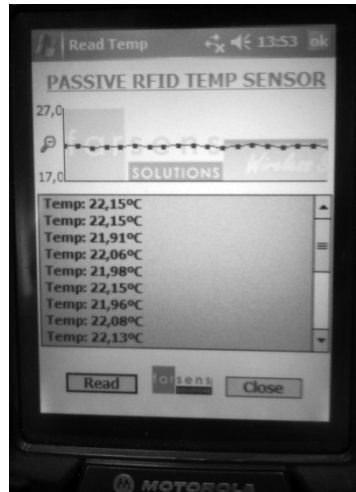 Read Temp 13:53 ok
PASSIVE RFID TEMP SENSOR
27,0
farsens
SOLUTIONS Wireless S
17,0
Temp: 22,15ºC
Temp: 22,15ºC
Temp: 21,91ºC
Temp: 22,06ºC
Temp: 21,98ºC
Temp: 22,15ºC
Temp: 21,96ºC
Temp: 22,08ºC
Temp: 22,13ºC
Read farsens Close
MOTOROLA